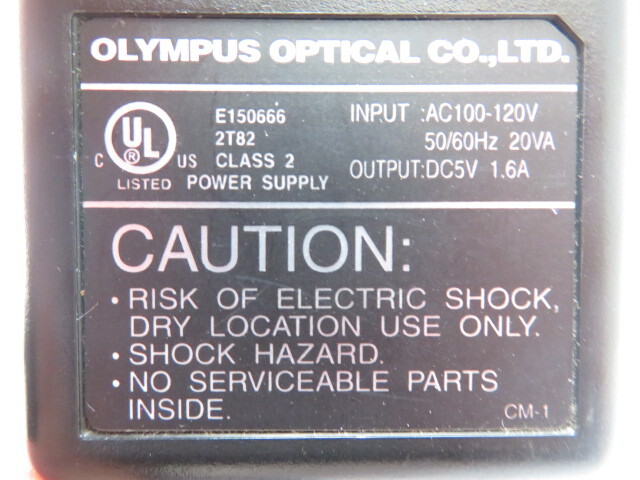 OLYMPUS OPTICAL CO.,LTD.
C UL ® US
LISTED
E150666
2T82
CLASS 2
POWER SUPPLY
INPUT :AC100-120V
50/60Hz 20VA
OUTPUT:DC5V 1.6A
CAUTION:
• RISK OF ELECTRIC SHOCK,
DRY LOCATION USE ONLY.
• SHOCK HAZARD.
• NO SERVICEABLE PARTS
INSIDE.
CM-1